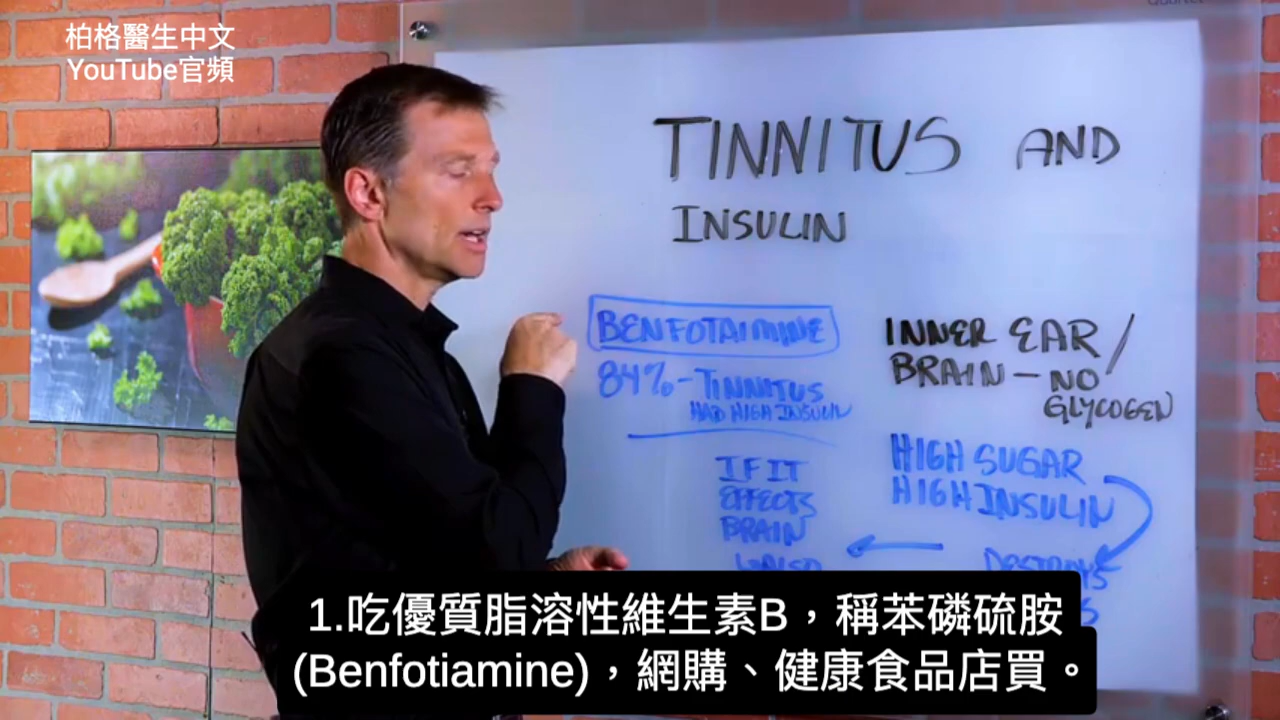 柏格醫生中文
YouTube官頻
TINNITUS AND
INSULIN
BENFOTAIMINE
84%-TINNITUS
HAD HIGH INSULIN
IF IT
EFFECTS
BRAIN
INNER EAR/
BRAIN-NO
GLYCOGEN
HIGH SUGAR
HIGH INSULIN
DESTROYS
1.吃優質脂溶性維生素B，稱苯磷硫胺
(Benfotiamine)，網購、健康食品店買。